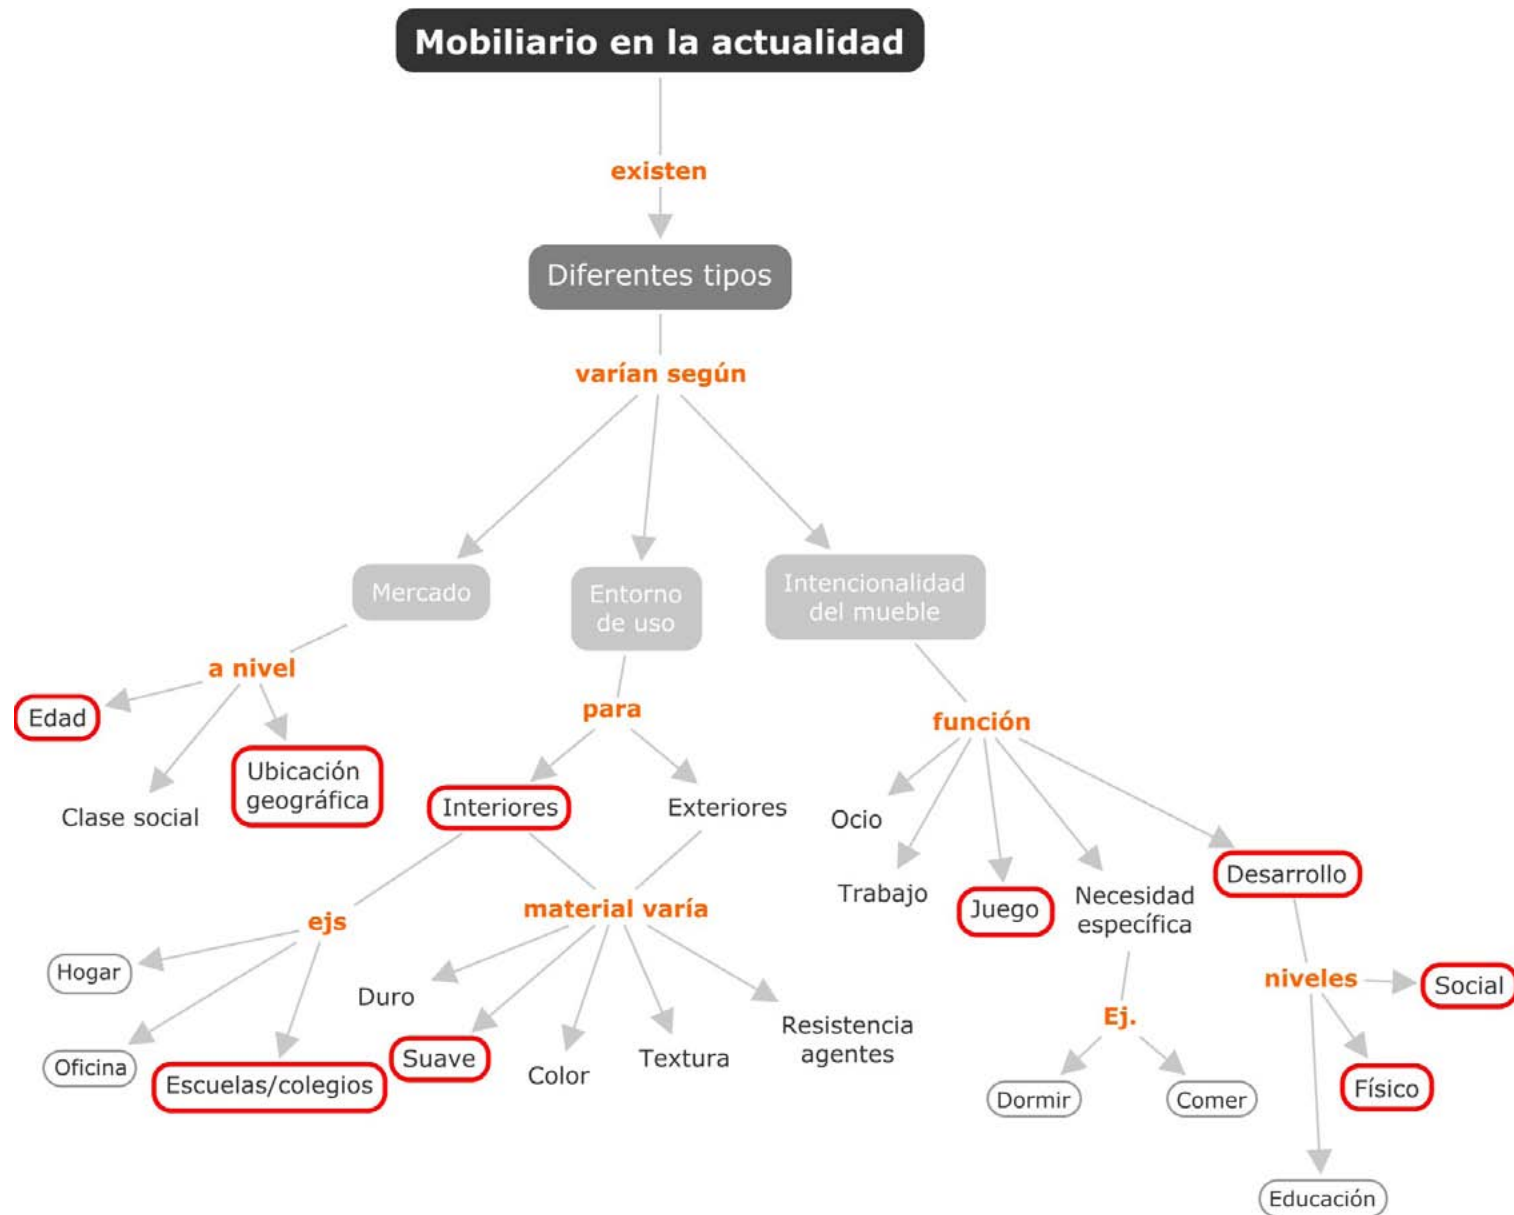 Mobiliario en la actualidad
existen
Diferentes tipos
varían según
Mercado
Entorno
de uso
Intencionalidad
del mueble
a nivel
Edad
Clase social
Ubicación
geográfica
para
Interiores
Exteriores
ejs
Hogar
Oficina
Escuelas/colegios
material varía
Duro
Suave
Color
Textura
Resistencia
agentes
función
Ocio
Trabajo
Juego
Necesidad
específica
Desarrollo
Ej.
Dormir
Comer
niveles
Social
Físico
Educación